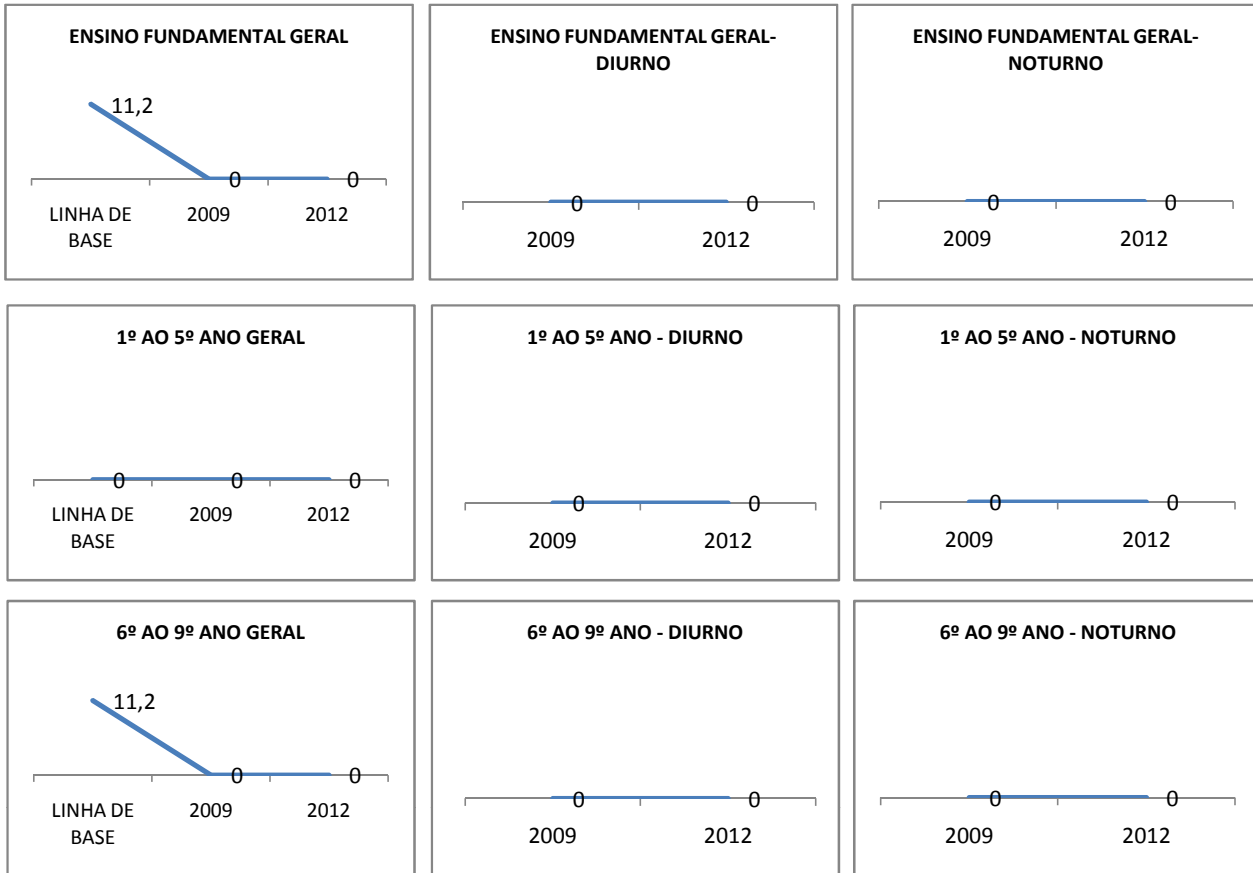 ENSINO FUNDAMENTAL GERAL
11,2
0
0
LINHA DE
BASE
2009
2012
ENSINO FUNDAMENTAL GERAL-
DIURNO
0
0
2009
2012
ENSINO FUNDAMENTAL GERAL-
NOTURNO
0
0
2009
2012
1º AO 5º ANO GERAL
0
0
0
LINHA DE
BASE
2009
2012
1º AO 5º ANO - DIURNO
0
0
2009
2012
1º AO 5º ANO - NOTURNO
0
0
2009
2012
6º AO 9º ANO GERAL
11,2
0
0
LINHA DE
BASE
2009
2012
6º AO 9º ANO - DIURNO
0
0
2009
2012
6º AO 9º ANO - NOTURNO
0
0
2009
2012